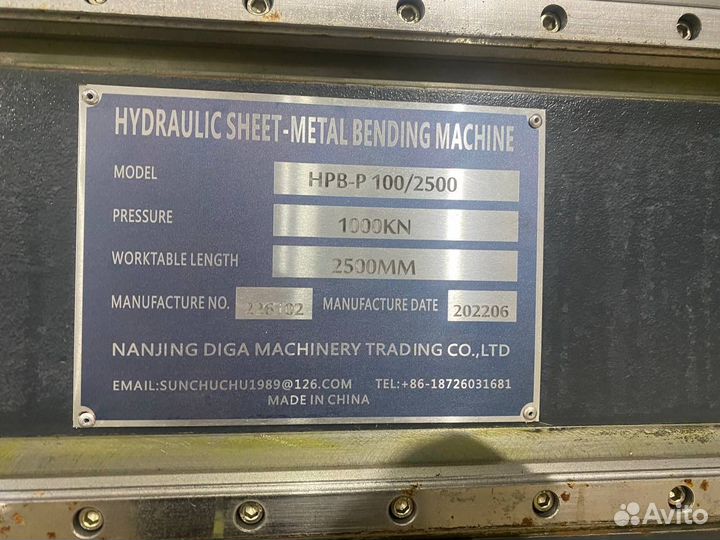 HYDRAULIC SHEET-METAL BENDING MACHINE
MODEL HPB-P 100/2500
PRESSURE 1000KN
WORKTABLE LENGTH 2500MM
MANUFACTURE NO. MANUFACTURE DATE 202206
NANJING DIGA MACHINERY TRADING CO.,LTD
EMAIL:SUNCHUCHU1989@126.COM TEL:+86-18726031681
MADE IN CHINA
Avito